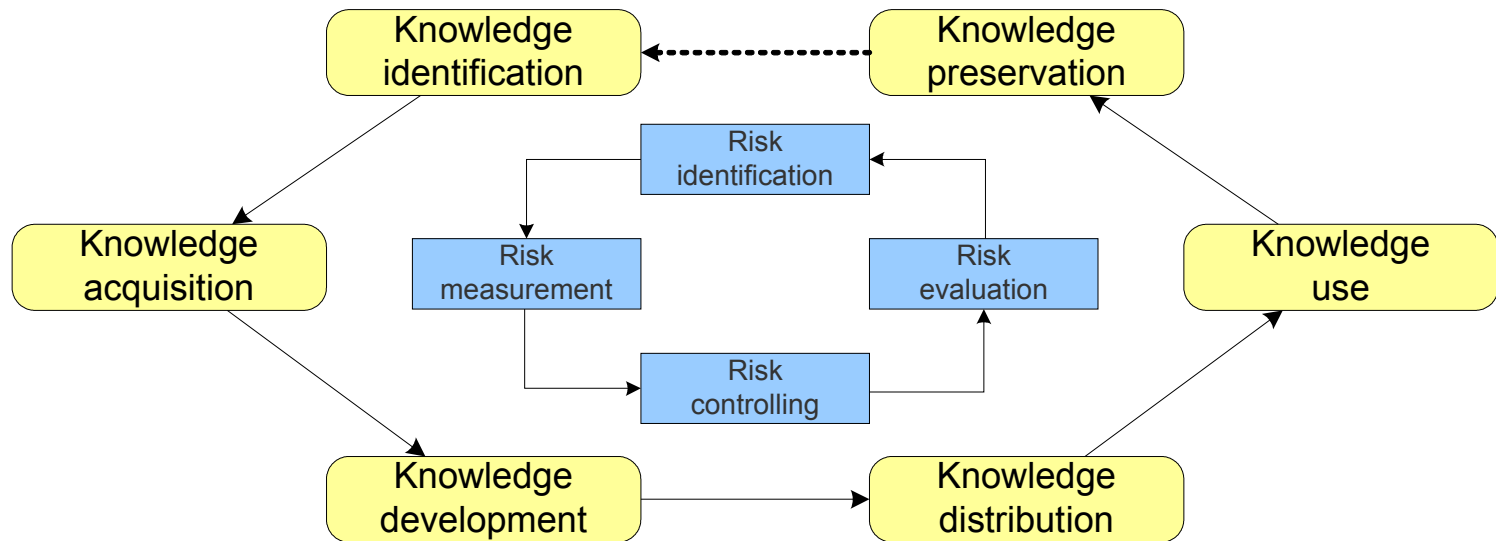 Knowledge
identification
Knowledge
preservation
Risk
identification
Knowledge
acquisition
Risk
measurement
Risk
evaluation
Knowledge
use
Risk
controlling
Knowledge
development
Knowledge
distribution